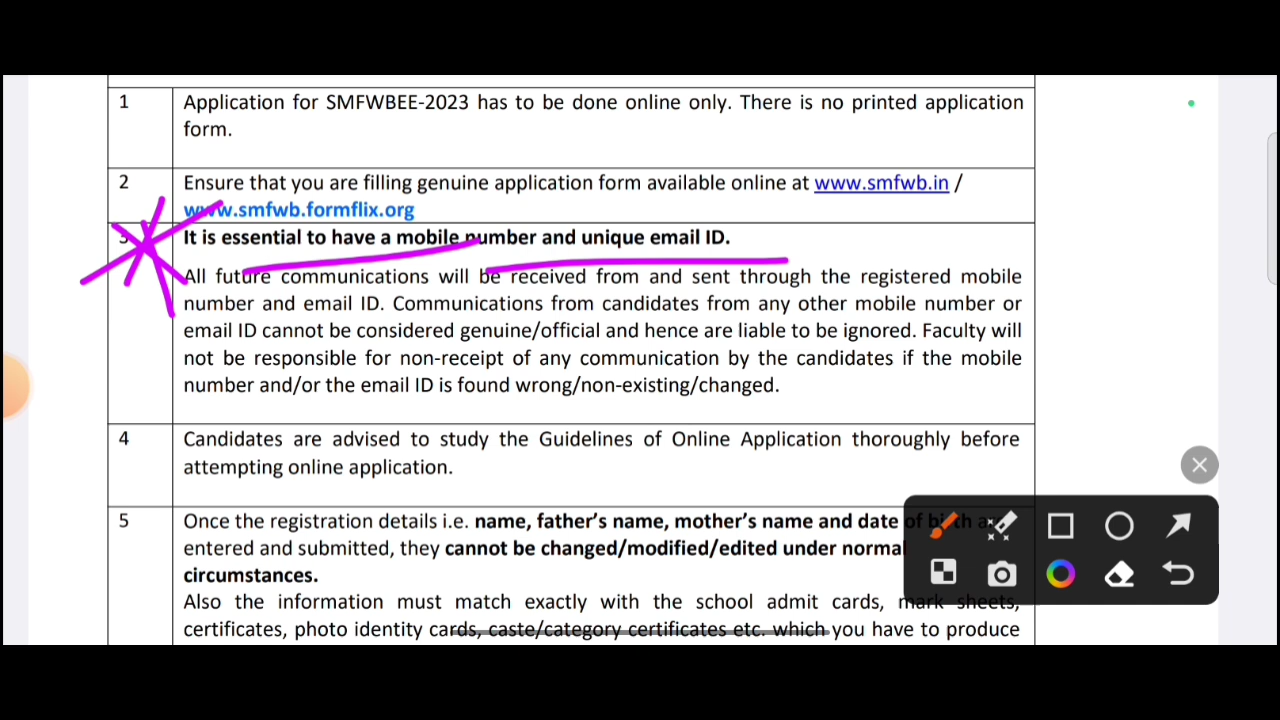 1 Application for SMFWBEE-2023 has to be done online only. There is no printed application
form.
2 Ensure that you are filling genuine application form available online at www.smfwb.in /
www.smfwb.formflix.org
3 It is essential to have a mobile number and unique email ID.
All future communications will be received from and sent through the registered mobile
number and email ID. Communications from candidates from any other mobile number or
email ID cannot be considered genuine/official and hence are liable to be ignored. Faculty will
not be responsible for non-receipt of any communication by the candidates if the mobile
number and/or the email ID is found wrong/non-existing/changed.
4 Candidates are advised to study the Guidelines of Online Application thoroughly before
attempting online application.
5 Once the registration details i.e. name, father's name, mother's name and date of birth are
entered and submitted, they cannot be changed/modified/edited under normal
circumstances.
Also the information must match exactly with the school admit cards, mark sheets,
certificates, photo identity cards, caste/category certificates etc. which you have to produce